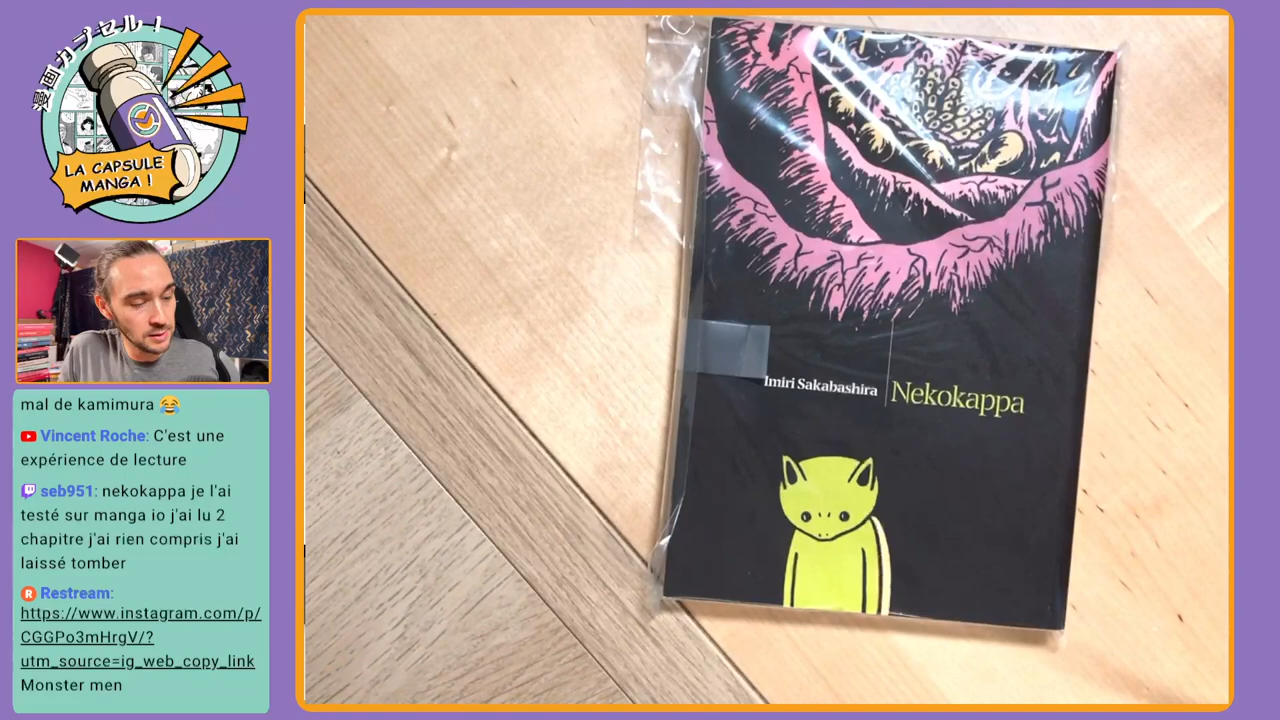 漫画カプセル!
LA CAPSULE
MANGA !
mal de kamimura 😂
Vincent Roche: C'est une
expérience de lecture
seb951: nekokappa je l'ai
testé sur manga io j'ai lu 2
chapitre j'ai rien compris j'ai
laissé tomber
R Restream:
https://www.instagram.com/p/
CGGPo3mHrgV/?
utm_source=ig_web_copy_link
Monster men
Imiri Sakabashira
Nekokappa